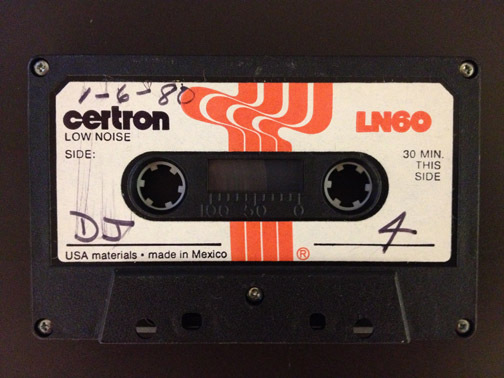 1-6-80
certron
LOW NOISE
LN60
SIDE:
30 MIN.
THIS
SIDE
100 50 0
DJ
4
USA materials • made in Mexico
®